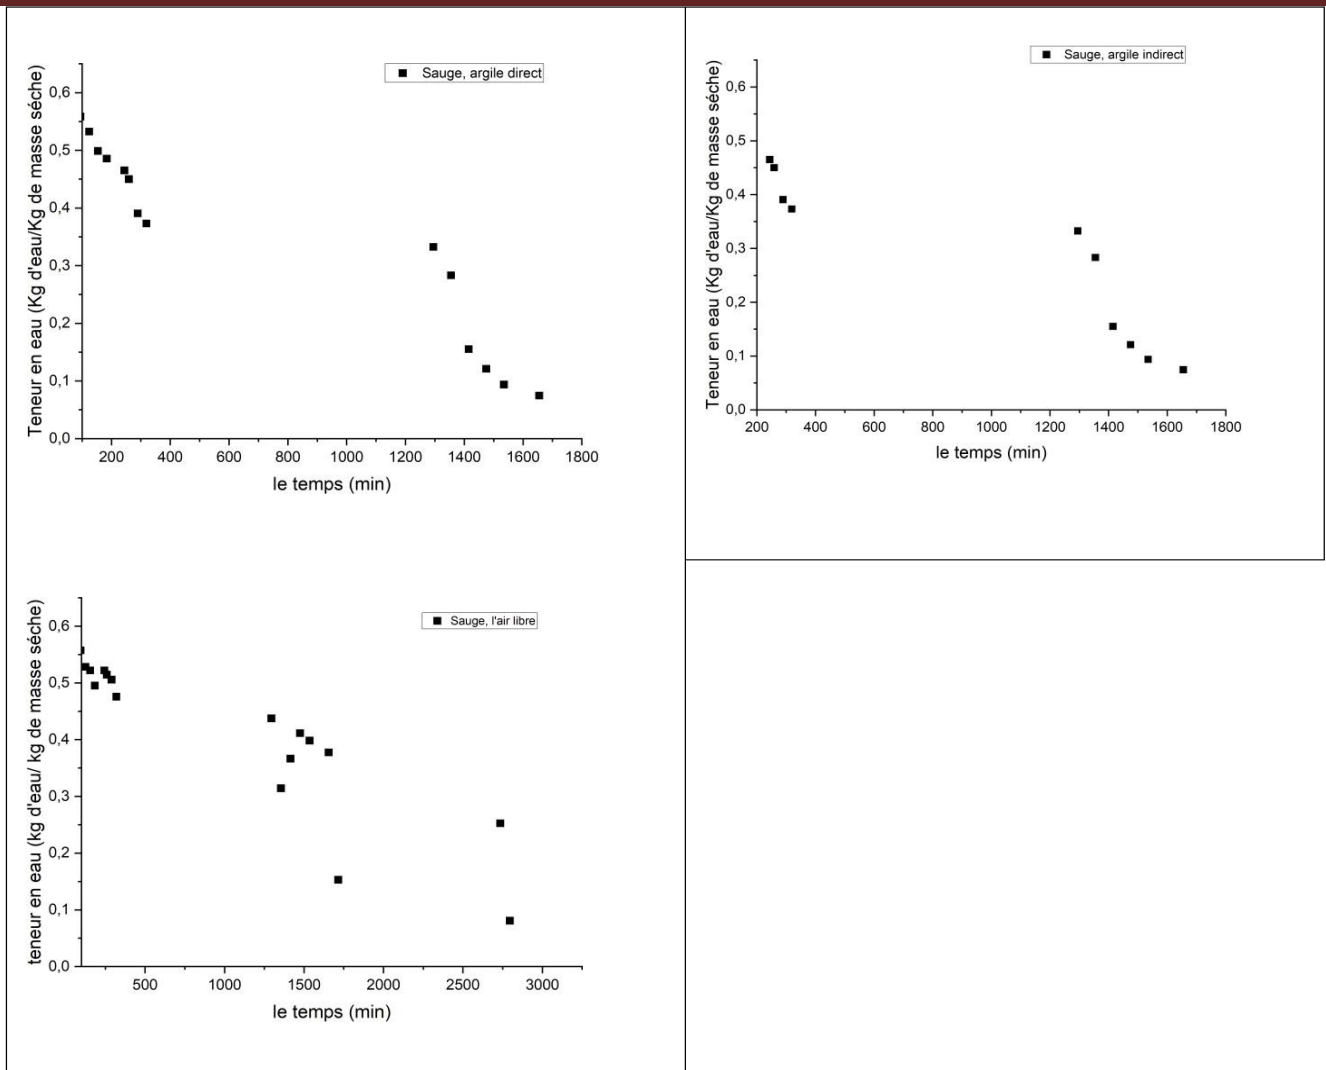 Sauge, argile direct
Teneur en eau (Kg d'eau/Kg de masse séche)
0,6
0,5
0,4
0,3
0,2
0,1
0,0
200 400 600 800 1000 1200 1400 1600 1800
le temps (min)
Sauge, argile indirect
Teneur en eau (Kg d'eau/Kg de masse séche)
0,6
0,5
0,4
0,3
0,2
0,1
0,0
200 400 600 800 1000 1200 1400 1600 1800
le temps (min)
Sauge, l'air libre
teneur en eau (kg d'eau/ kg de masse séche)
0,6
0,5
0,4
0,3
0,2
0,1
0,0
500 1000 1500 2000 2500 3000
le temps (min)